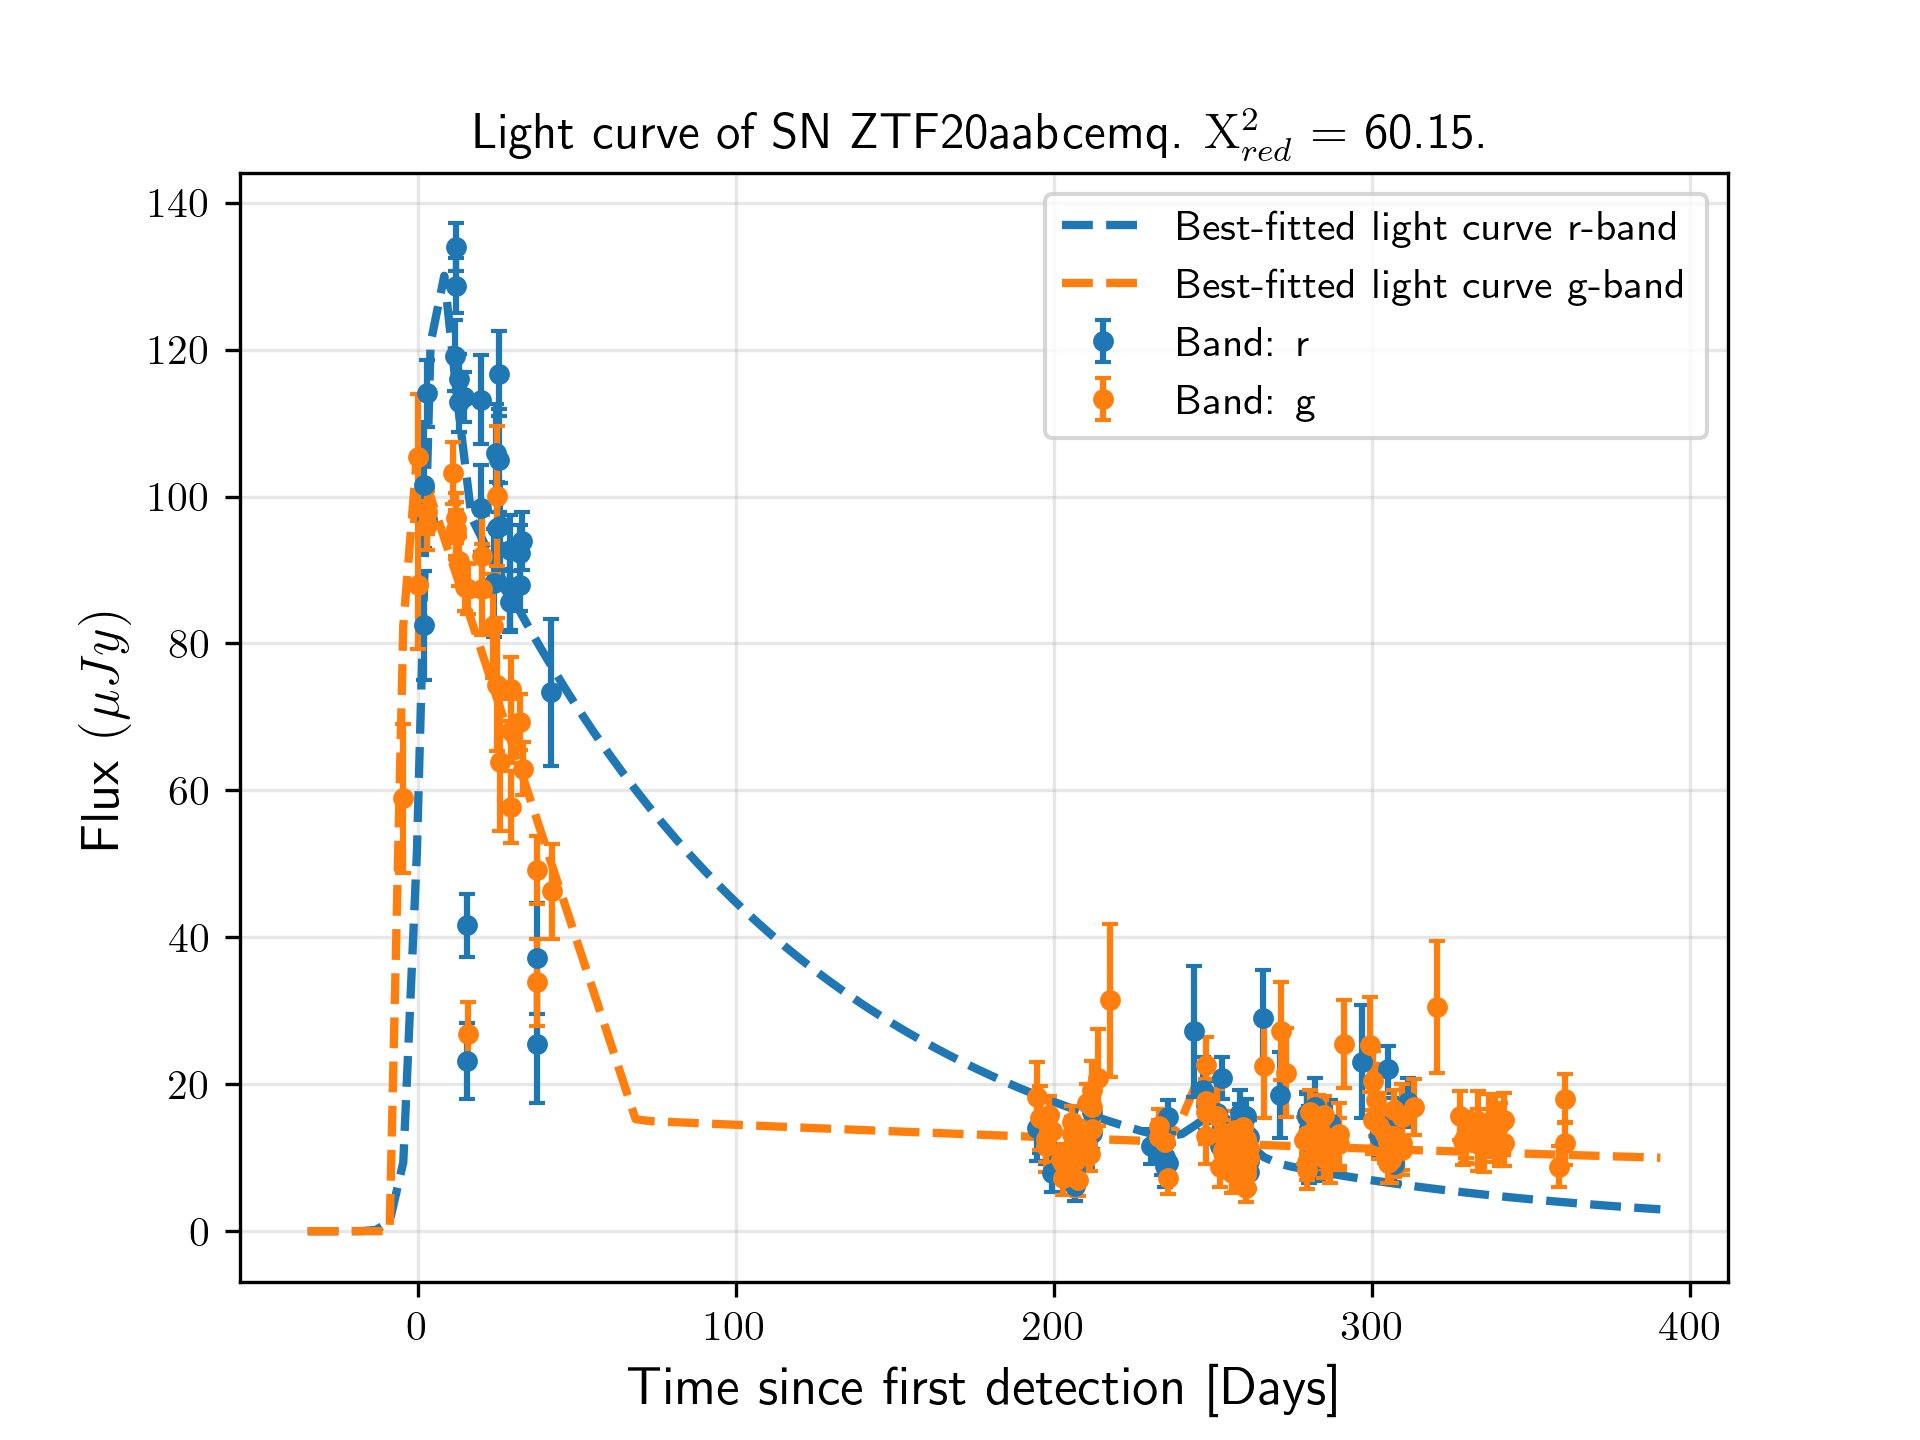 Light curve of SN ZTF20aabcemq. X²_red = 60.15.
Best-fitted light curve r-band
Best-fitted light curve g-band
Band: r
Band: g
140
120
100
80
60
40
20
0
Flux (μJy)
0 100 200 300 400
Time since first detection [Days]